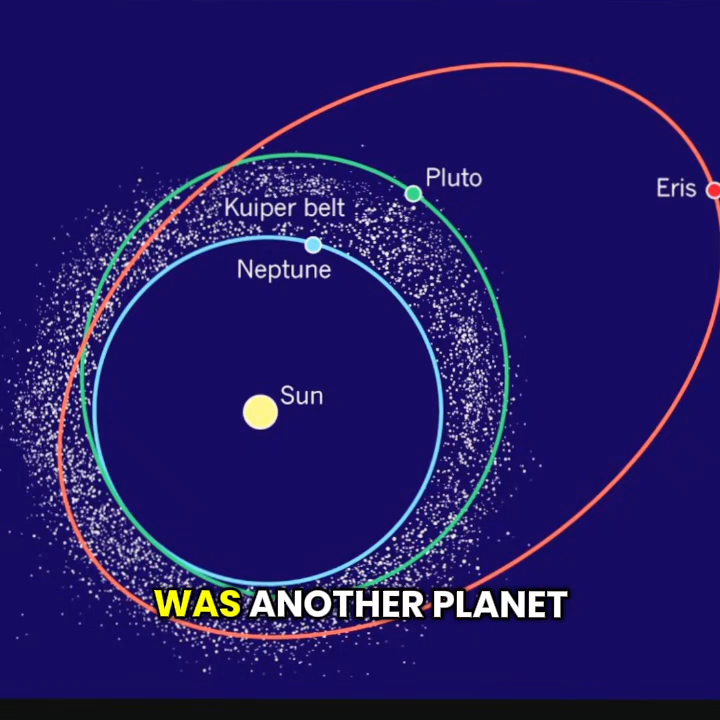 Pluto
Eris
Kuiper belt
Neptune
Sun
WAS ANOTHER PLANET